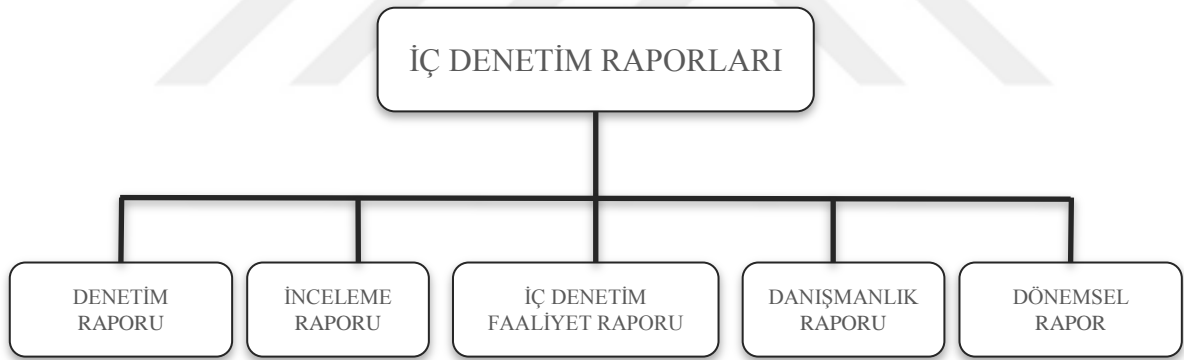 İÇ DENETİM RAPORLARI
DENETİM
RAPORU
İNCELEME
RAPORU
İÇ DENETİM
FAALİYET RAPORU
DANIŞMANLIK
RAPORU
DÖNEMSEL
RAPOR